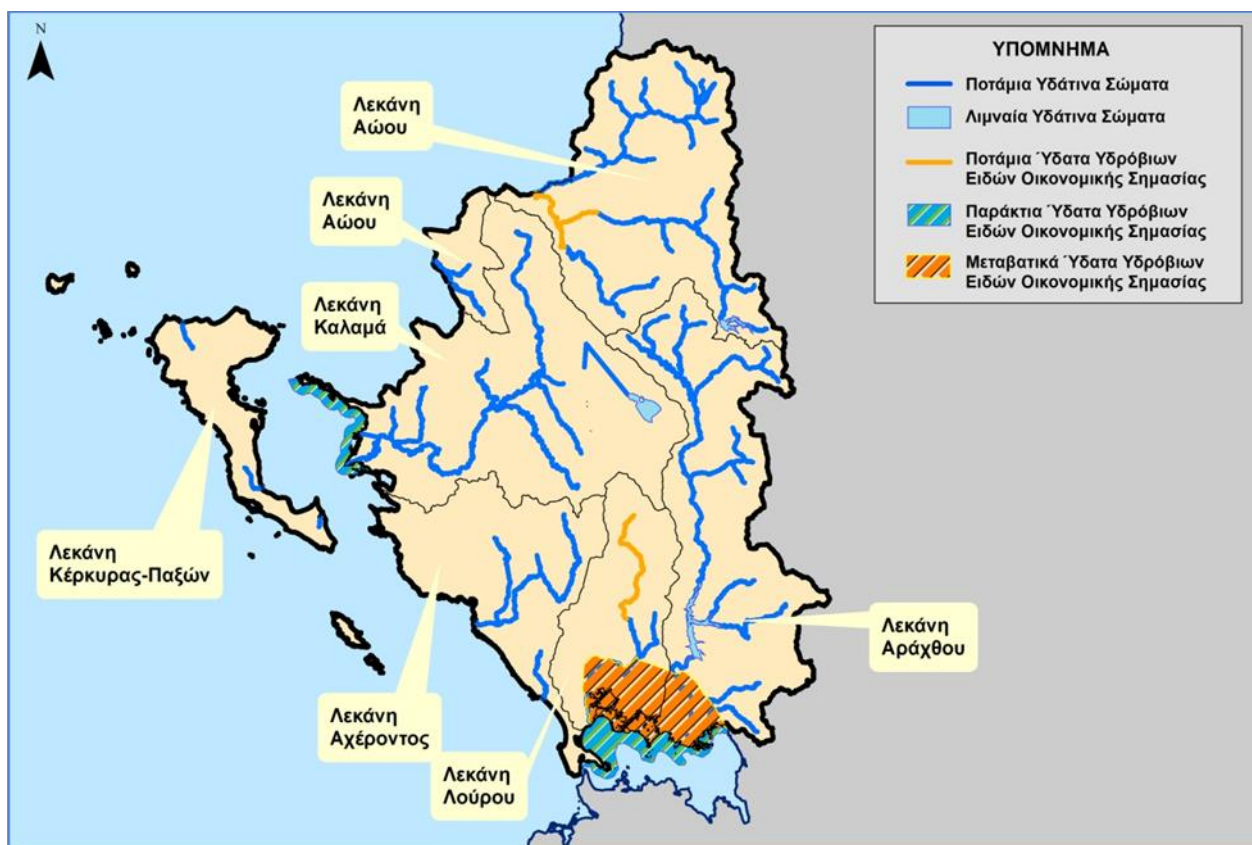 N
Λεκάνη
Αώου
Λεκάνη
Αώου
Λεκάνη
Καλαμά
Λεκάνη
Κέρκυρας-Παξών
Λεκάνη
Αχέροντος
Λεκάνη
Λούρου
Λεκάνη
Αράχθου
ΥΠΟΜΝΗΜΑ
Ποτάμια Υδάτινα Σώματα
Λιμναία Υδάτινα Σώματα
Ποτάμια Ύδατα Υδρόβιων
Ειδών Οικονομικής Σημασίας
Παράκτια Ύδατα Υδρόβιων
Ειδών Οικονομικής Σημασίας
Μεταβατικά Ύδατα Υδρόβιων
Ειδών Οικονομικής Σημασίας